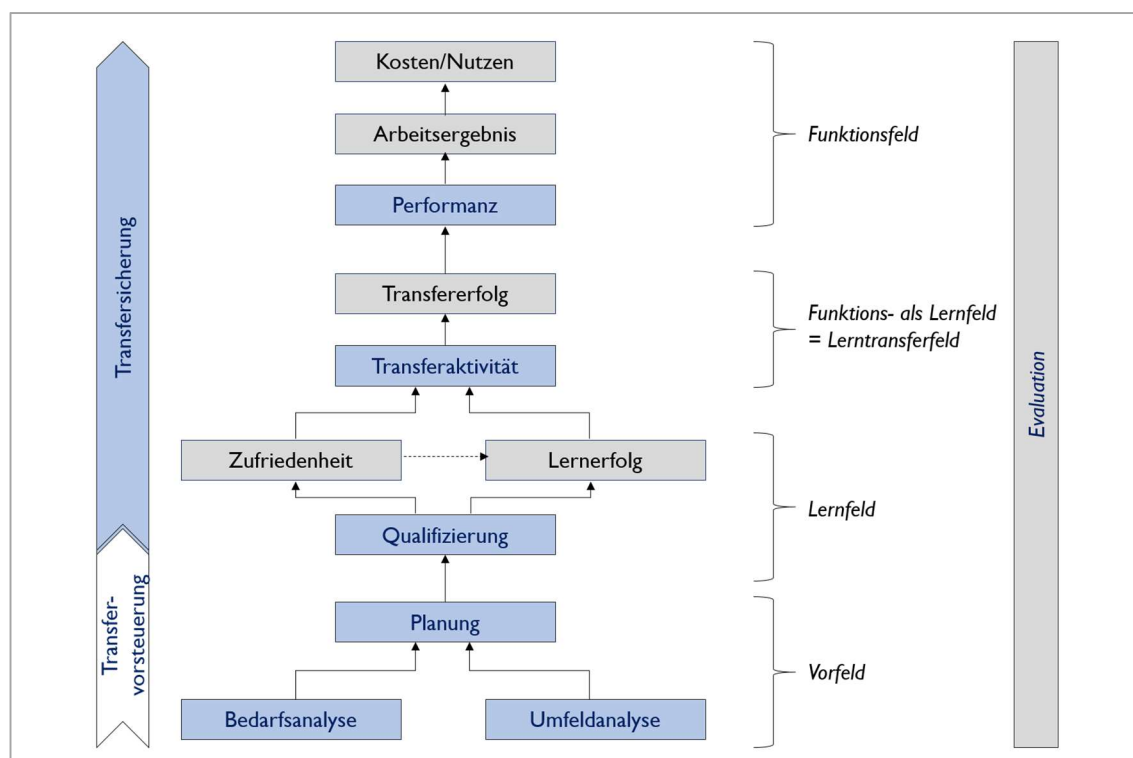 Kosten/Nutzen
Arbeitsergebnis
Performanz
Funktionsfeld
Transfererfolg
Transferaktivität
Funktions- als Lernfeld
= Lerntransferfeld
Zufriedenheit
Lernerfolg
Qualifizierung
Lernfeld
Planung
Bedarfsanalyse
Umfeldanalyse
Vorfeld
Transfersicherung
Transfer-
vorsteuerung
Evaluation